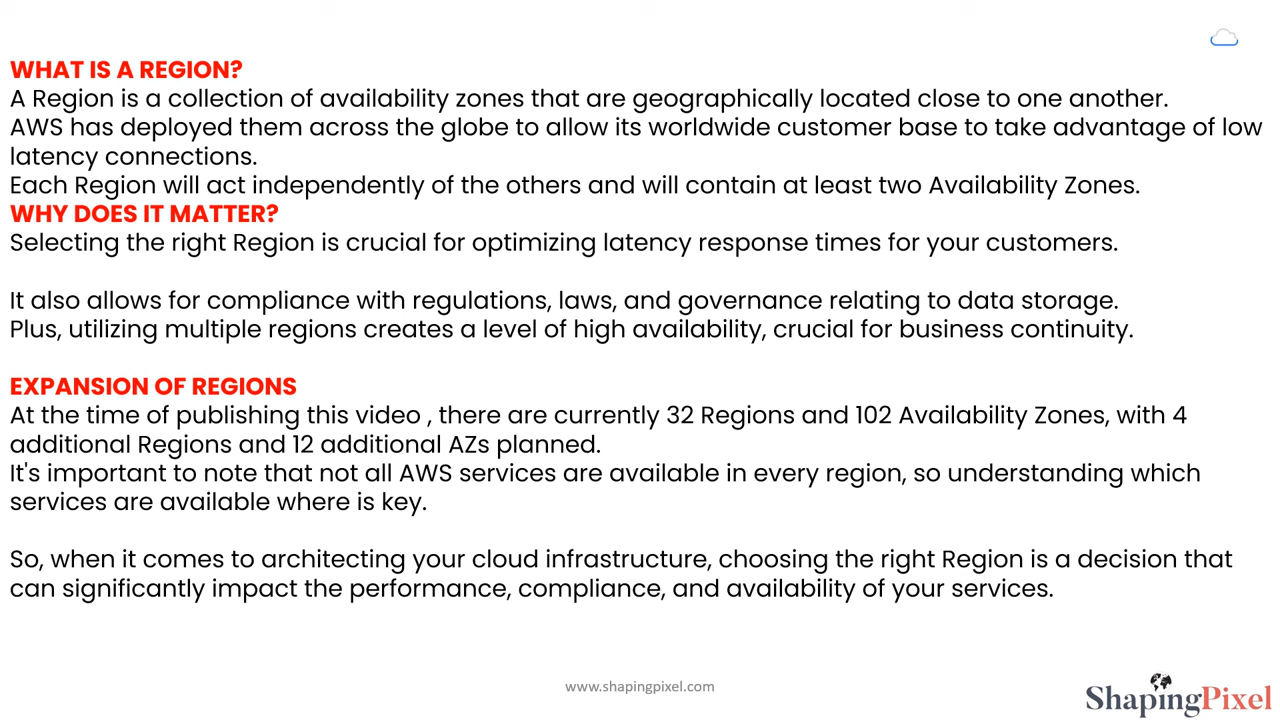 WHAT IS A REGION?
A Region is a collection of availability zones that are geographically located close to one another.
AWS has deployed them across the globe to allow its worldwide customer base to take advantage of low
latency connections.
Each Region will act independently of the others and will contain at least two Availability Zones.
WHY DOES IT MATTER?
Selecting the right Region is crucial for optimizing latency response times for your customers.
It also allows for compliance with regulations, laws, and governance relating to data storage.
Plus, utilizing multiple regions creates a level of high availability, crucial for business continuity.
EXPANSION OF REGIONS
At the time of publishing this video , there are currently 32 Regions and 102 Availability Zones, with 4
additional Regions and 12 additional AZs planned.
It's important to note that not all AWS services are available in every region, so understanding which
services are available where is key.
So, when it comes to architecting your cloud infrastructure, choosing the right Region is a decision that
can significantly impact the performance, compliance, and availability of your services.
www.shapingpixel.com
ShapingPixel